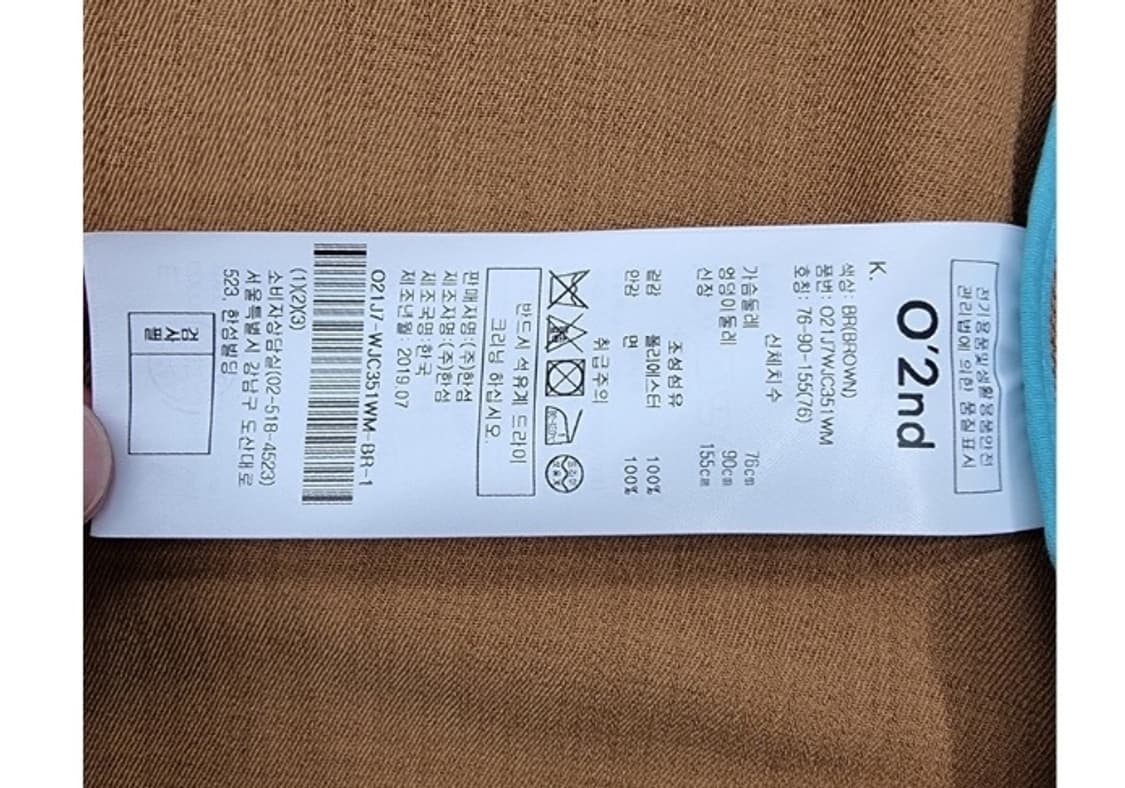 전기용품및생활용품안전
관리법에 의한 품질표시
O'2nd
K.
색상: BR(BROWN)
품번: O21J7WJC351WM
호칭: 76-90-155(76)
신체치수
가슴둘레 76cm
엉덩이둘레 90cm
신장 155cm
조성섬유
겉감 폴리에스터 100%
안감 면 100%
취급주의
반드시 석유계 드라이
크리닝 하십시오.
판매자명:(주)한섬
제조자명:(주)한섬
제조국명:한국
제조년월: 2019.07
O21J7-WJC351WM-BR-1
(1)(2)(3)
소비자상담실(02-518-4523)
서울특별시 강남구 도산대로
523, 한섬빌딩
검사필